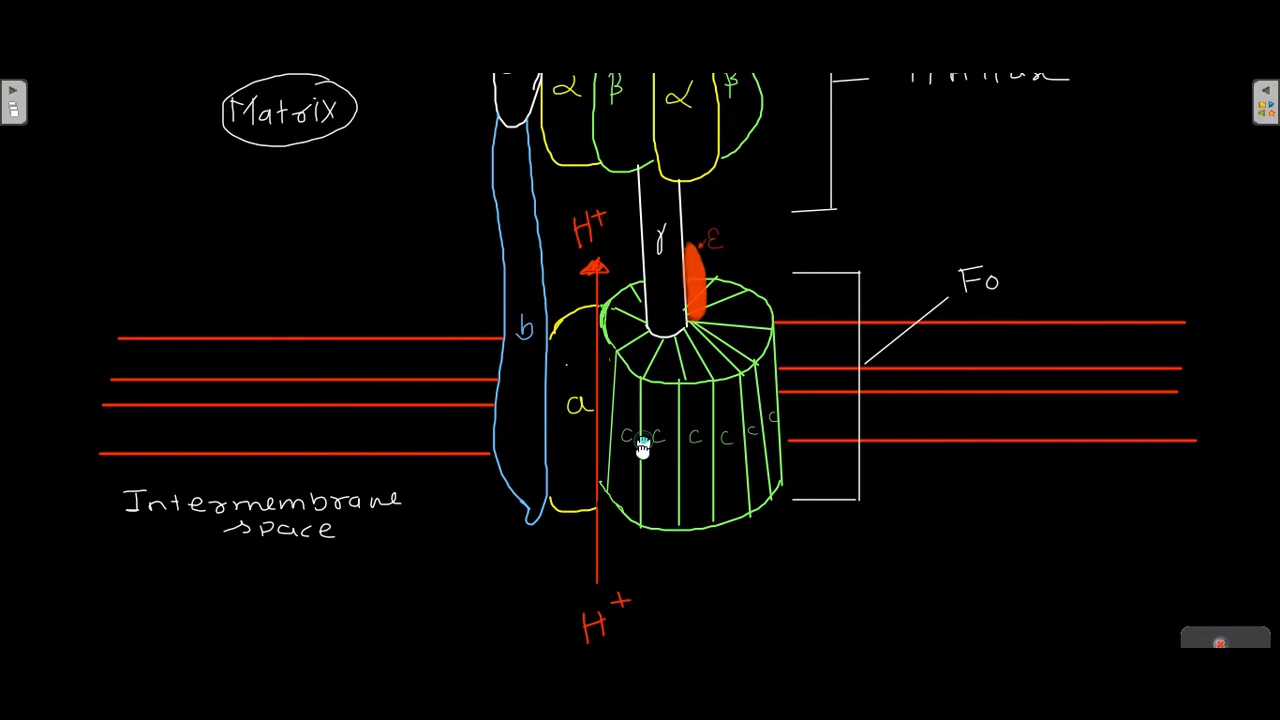 α β α β
Matrix
H+
γ
ε
Fo
b
a
c c c c c c
Intermembrane
space
H+